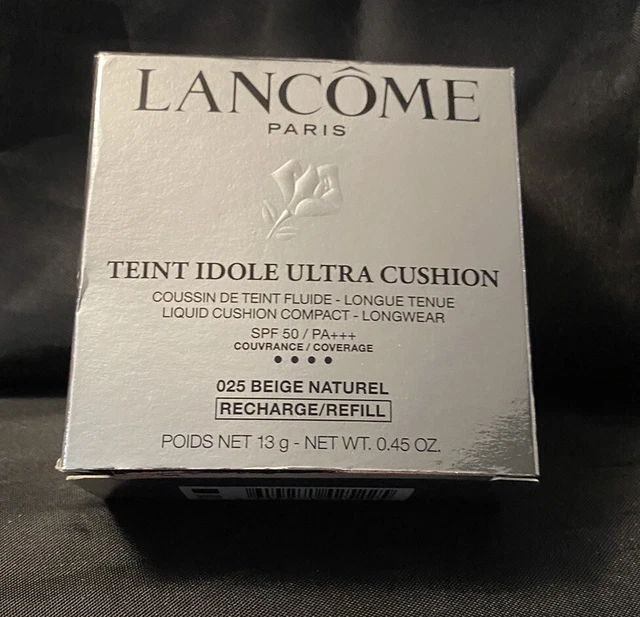 LANCÔME
PARIS
TEINT IDOLE ULTRA CUSHION
COUSSIN DE TEINT FLUIDE - LONGUE TENUE
LIQUID CUSHION COMPACT - LONGWEAR
SPF 50 / PA+++
COUVRANCE / COVERAGE
● ● ● ●
025 BEIGE NATUREL
RECHARGE/REFILL
POIDS NET 13 g - NET WT. 0.45 OZ.